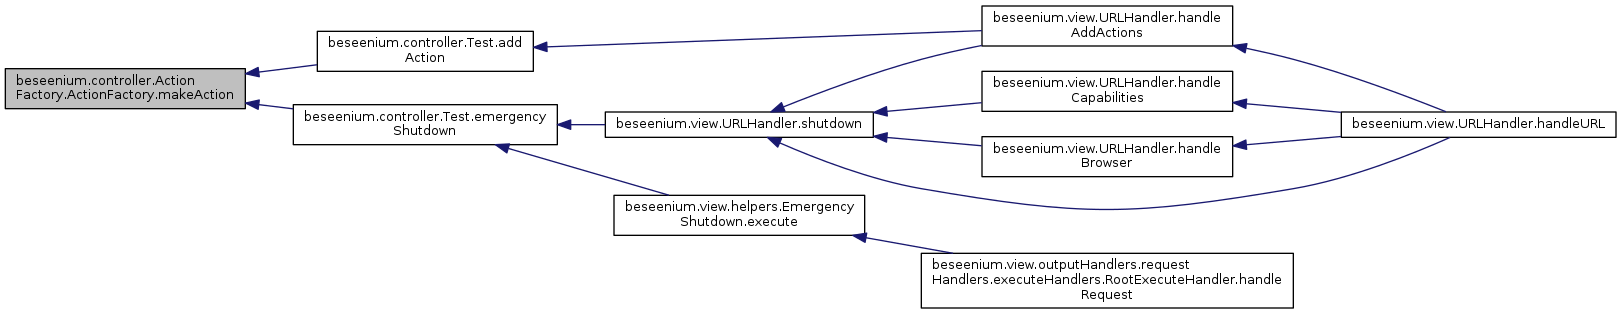 beseenium.controller.Action
Factory.ActionFactory.makeAction
beseenium.controller.Test.add
Action
beseenium.controller.Test.emergency
Shutdown
beseenium.view.URLHandler.shutdown
beseenium.view.helpers.Emergency
Shutdown.execute
beseenium.view.URLHandler.handle
AddActions
beseenium.view.URLHandler.handle
Capabilities
beseenium.view.URLHandler.handle
Browser
beseenium.view.outputHandlers.request
Handlers.executeHandlers.RootExecuteHandler.handle
Request
beseenium.view.URLHandler.handleURL